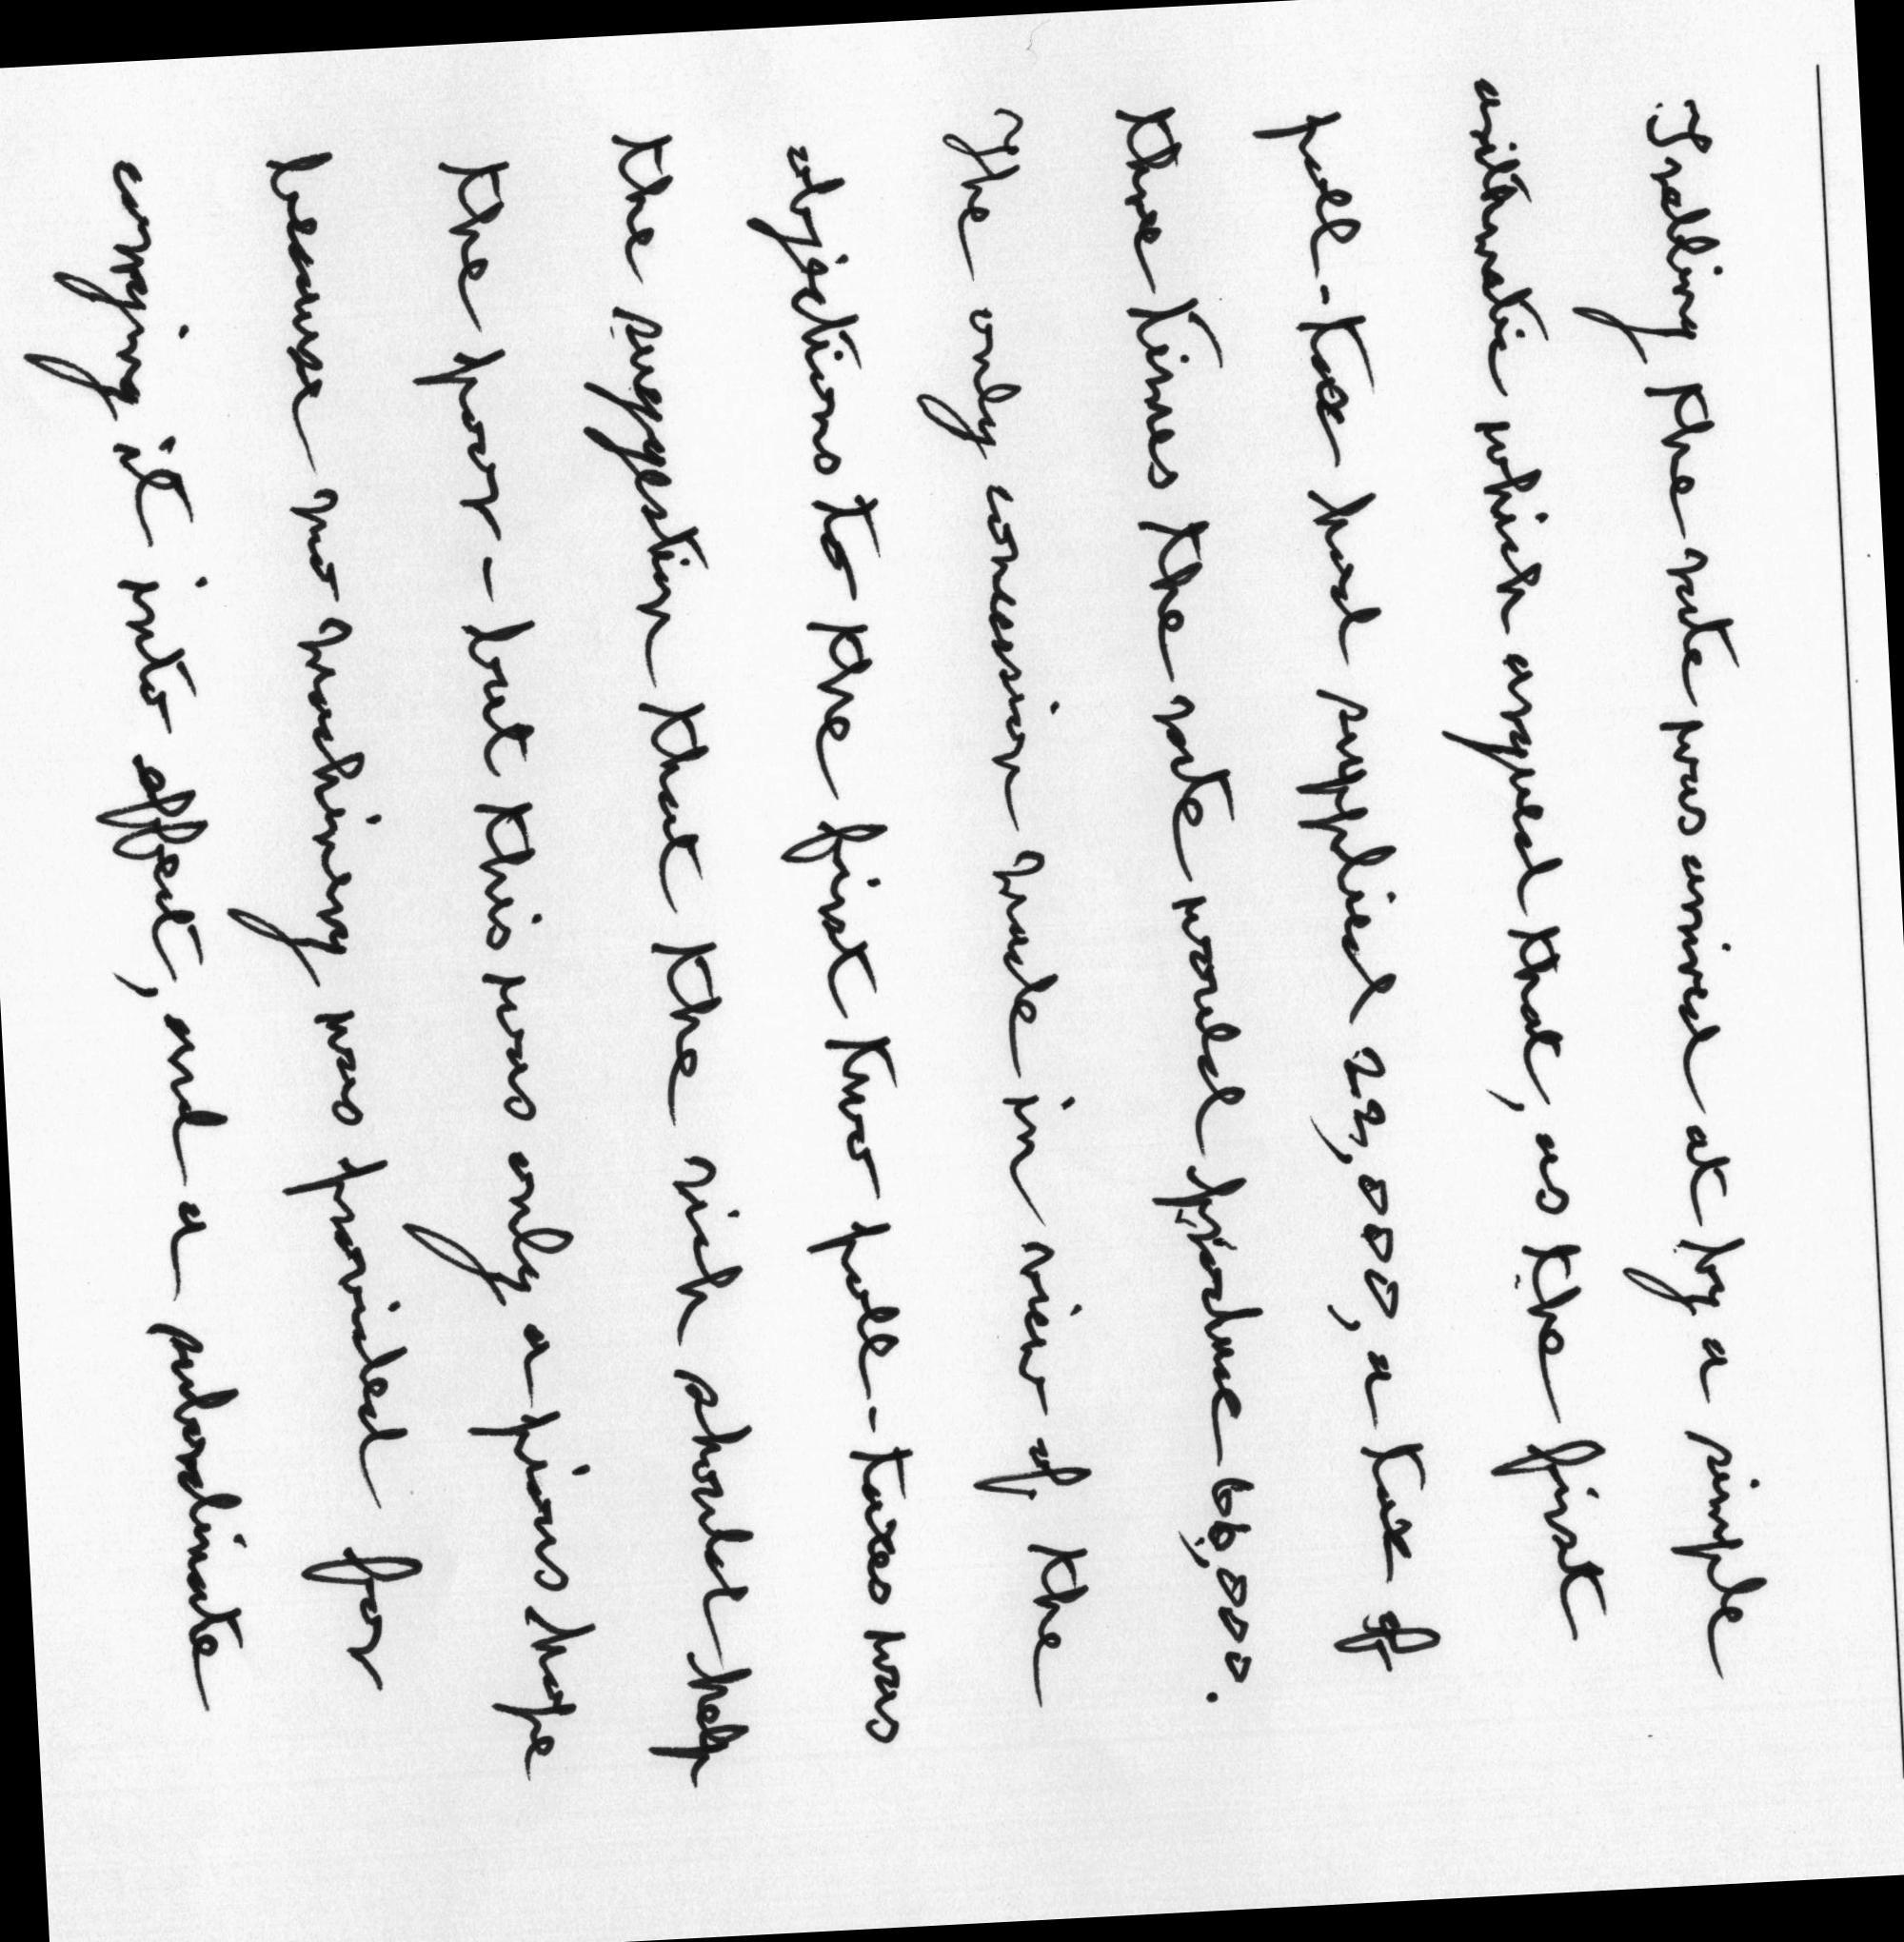 Trebling the rate was arrived at by a simple
arithmetic which argued that, as the first
poll-tax had supplied 22,000, a tax of
three times the rate would produce 66,000.
The only concession made in view of the
objections to the first two poll-taxes was
the suggestion that the rich should help
the poor - but this was only a pious hope
because no machinery was provided for
carrying it into effect, and a subordinate